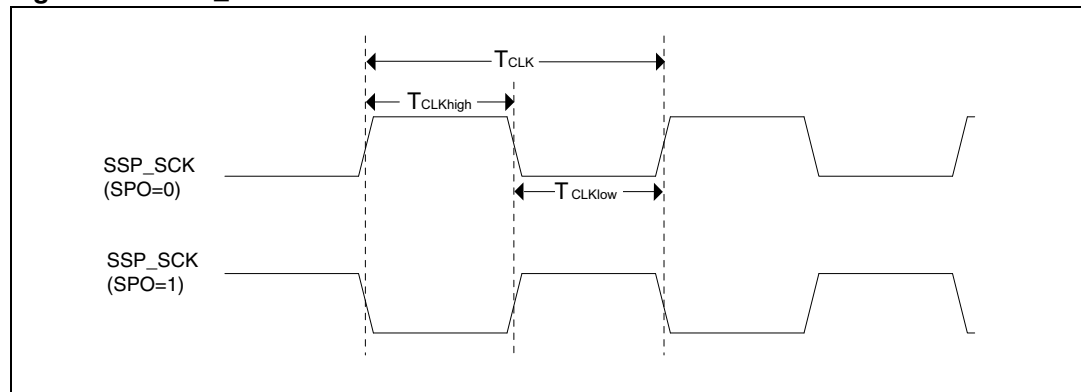 TCLK
TCLKhigh
SSP_SCK
(SPO=0)
TCLKlow
SSP_SCK
(SPO=1)